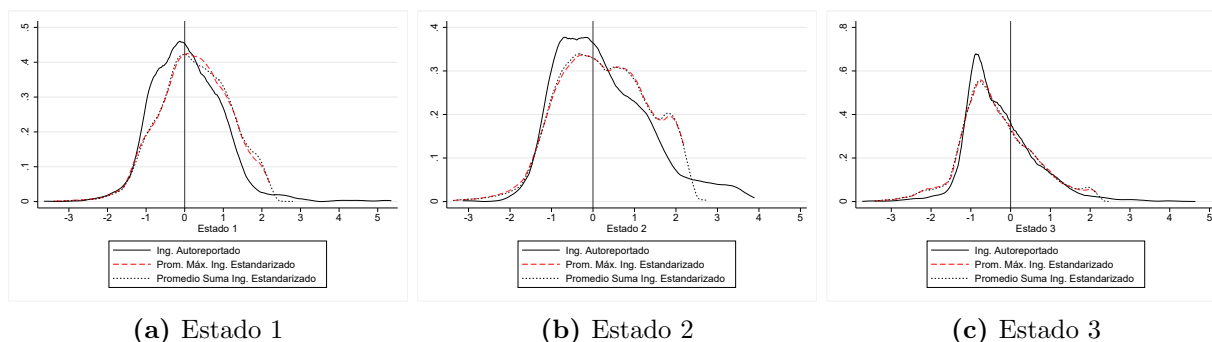 .5
.4
.3
.2
.1
0
-3 -2 -1 0 1 2 3 4 5
Estado 1
Ing. Autoreportado
Prom. Máx. Ing. Estandarizado
Promedio Suma Ing. Estandarizado
(a) Estado 1
.4
.3
.2
.1
0
-3 -2 -1 0 1 2 3 4
Estado 2
Ing. Autoreportado
Prom. Máx. Ing. Estandarizado
Promedio Suma Ing. Estandarizado
(b) Estado 2
.8
.6
.4
.2
0
-3 -2 -1 0 1 2 3 4 5
Estado 3
Ing. Autoreportado
Prom. Máx. Ing. Estandarizado
Promedio Suma Ing. Estandarizado
(c) Estado 3